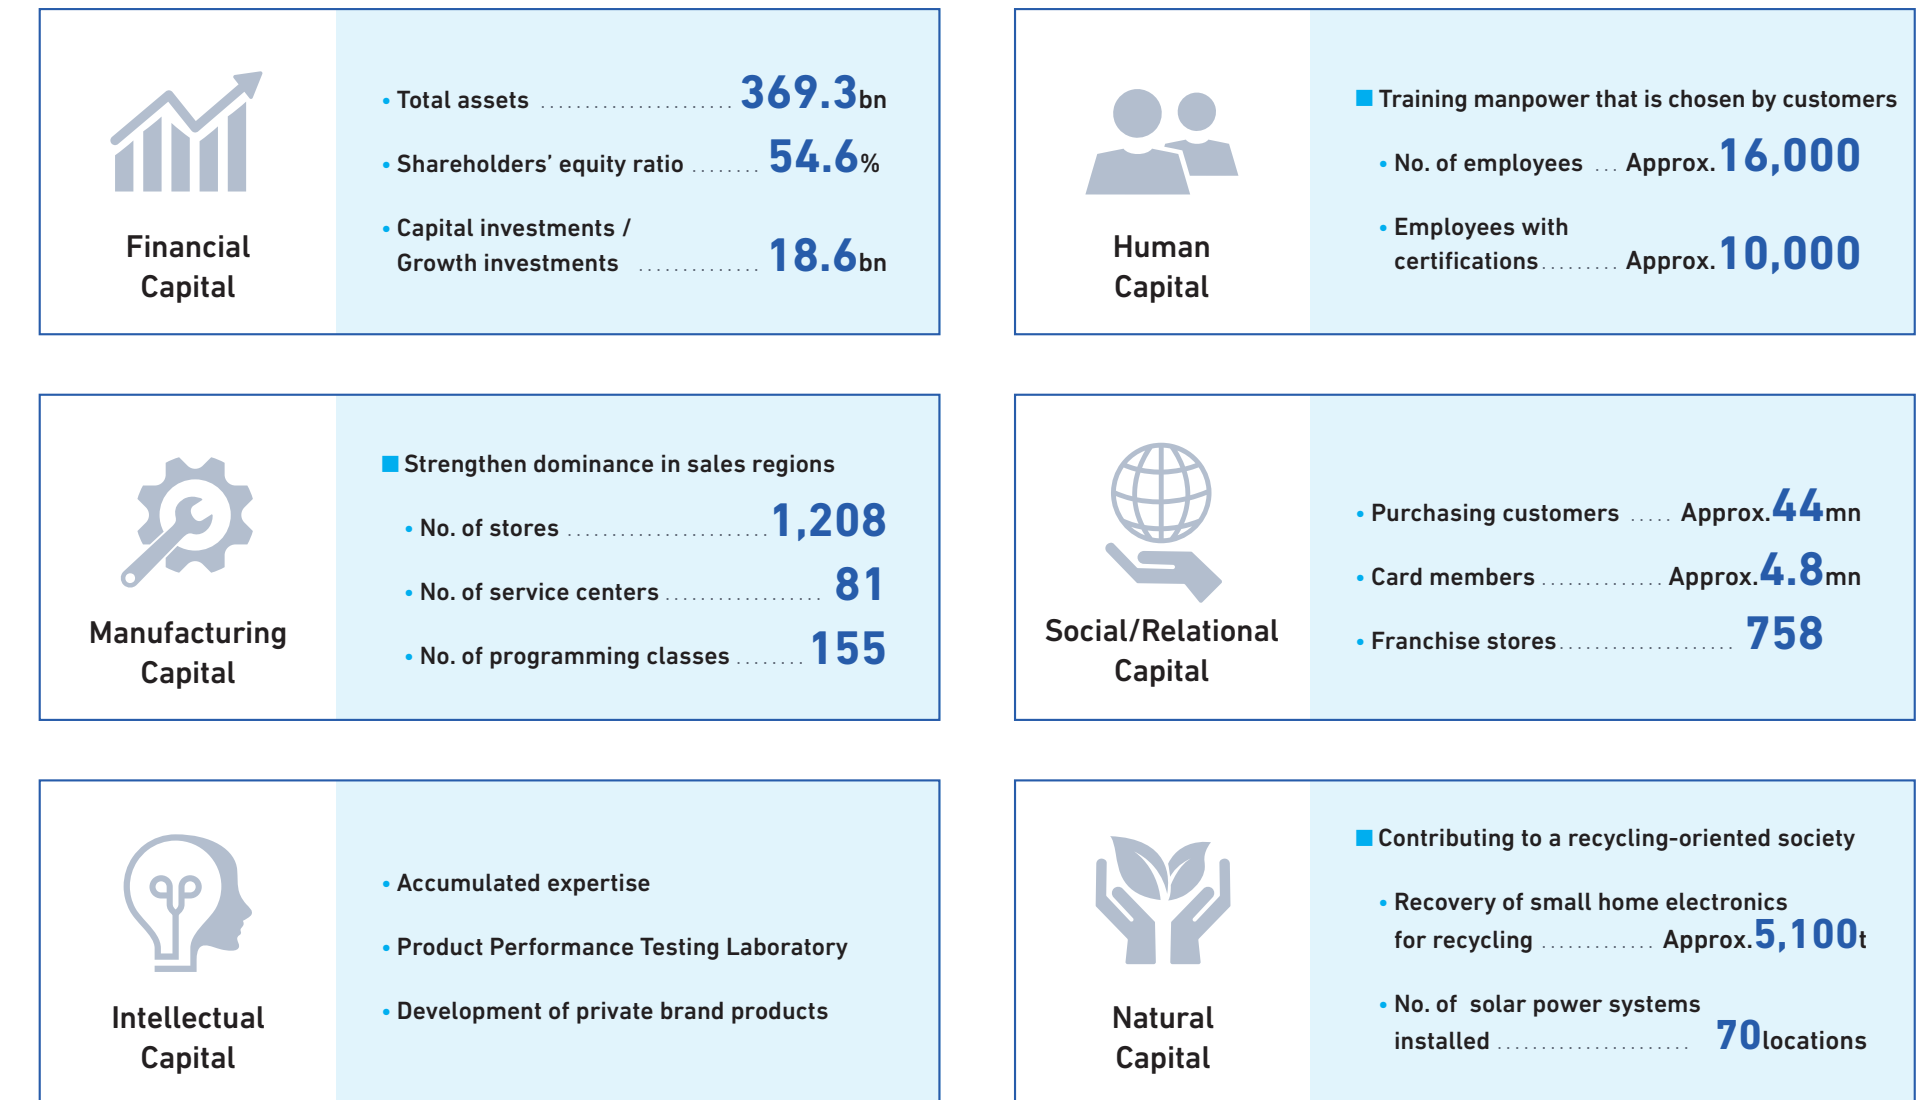 Financial
Capital
• Total assets ..................... 369.3bn
• Shareholders’ equity ratio ........ 54.6%
• Capital investments /
Growth investments .............. 18.6bn
Human
Capital
■ Training manpower that is chosen by customers
• No. of employees ... Approx. 16,000
• Employees with
certifications......... Approx. 10,000
Manufacturing
Capital
■ Strengthen dominance in sales regions
• No. of stores ....................... 1,208
• No. of service centers .................. 81
• No. of programming classes ........ 155
Social/Relational
Capital
• Purchasing customers ..... Approx.44mn
• Card members .............. Approx.4.8mn
• Franchise stores.................... 758
Intellectual
Capital
• Accumulated expertise
• Product Performance Testing Laboratory
• Development of private brand products
Natural
Capital
■ Contributing to a recycling-oriented society
• Recovery of small home electronics
for recycling ............. Approx.5,100t
• No. of solar power systems
installed ...................... 70locations